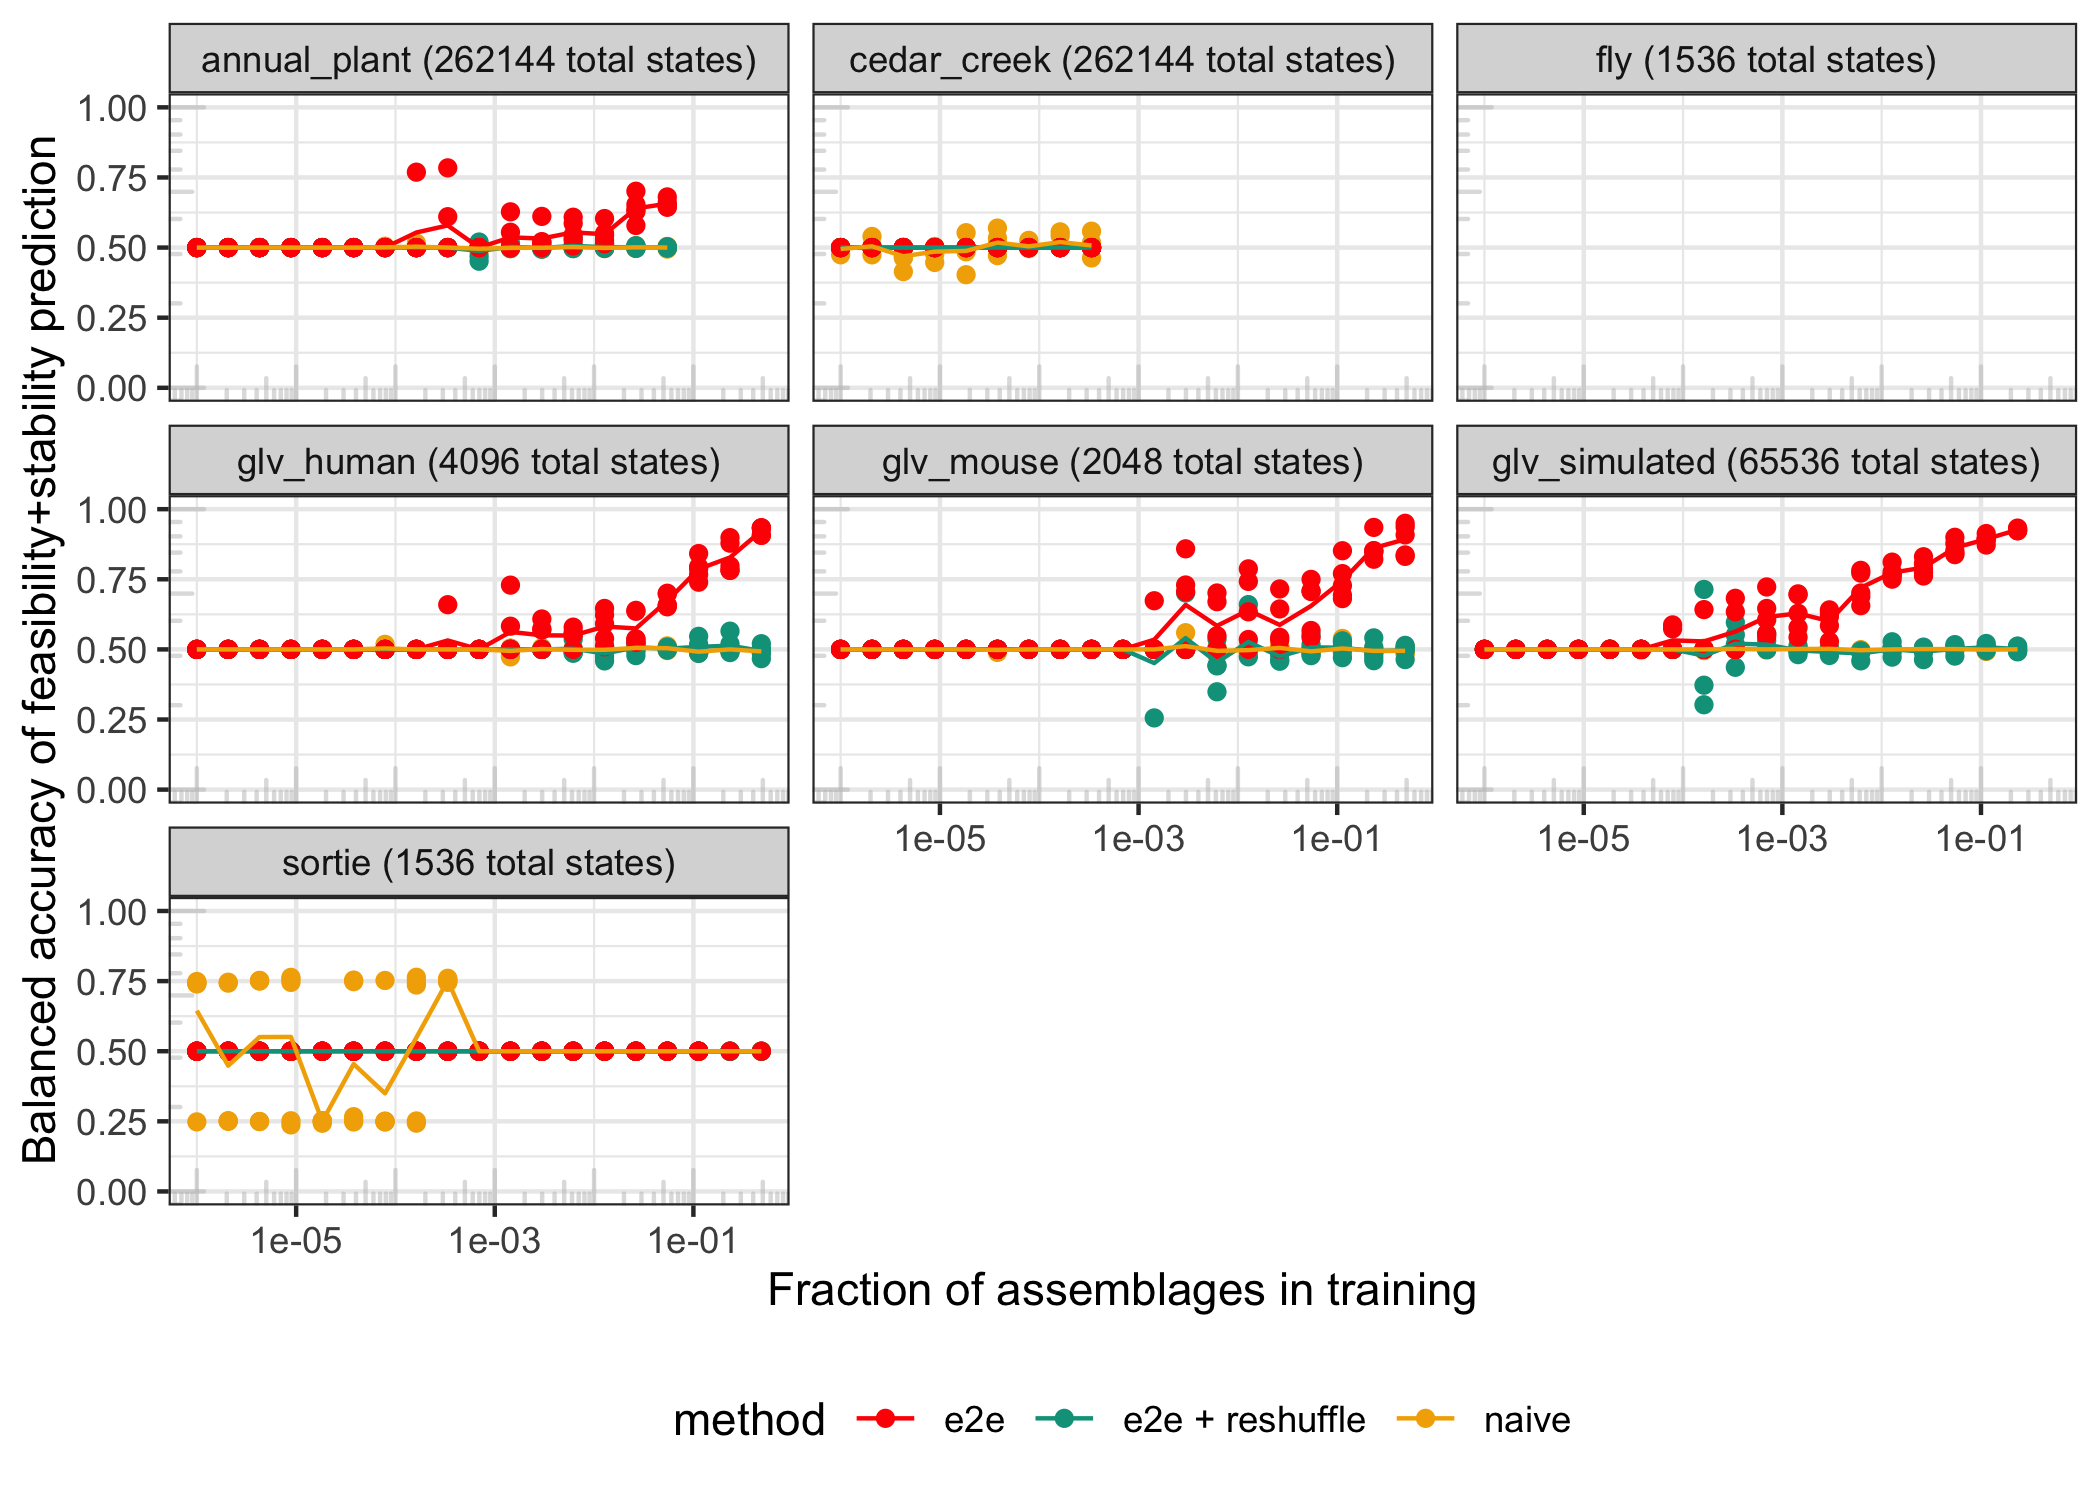 annual_plant (262144 total states)
cedar_creek (262144 total states)
fly (1536 total states)
1.00
0.75
0.50
0.25
0.00
glv_human (4096 total states)
glv_mouse (2048 total states)
glv_simulated (65536 total states)
1.00
0.75
0.50
0.25
0.00
1e-05
1e-03
1e-01
1e-05
1e-03
1e-01
sortie (1536 total states)
1.00
0.75
0.50
0.25
0.00
1e-05
1e-03
1e-01
Balanced accuracy of feasibility+stability prediction
Fraction of assemblages in training
method e2e e2e + reshuffle naive